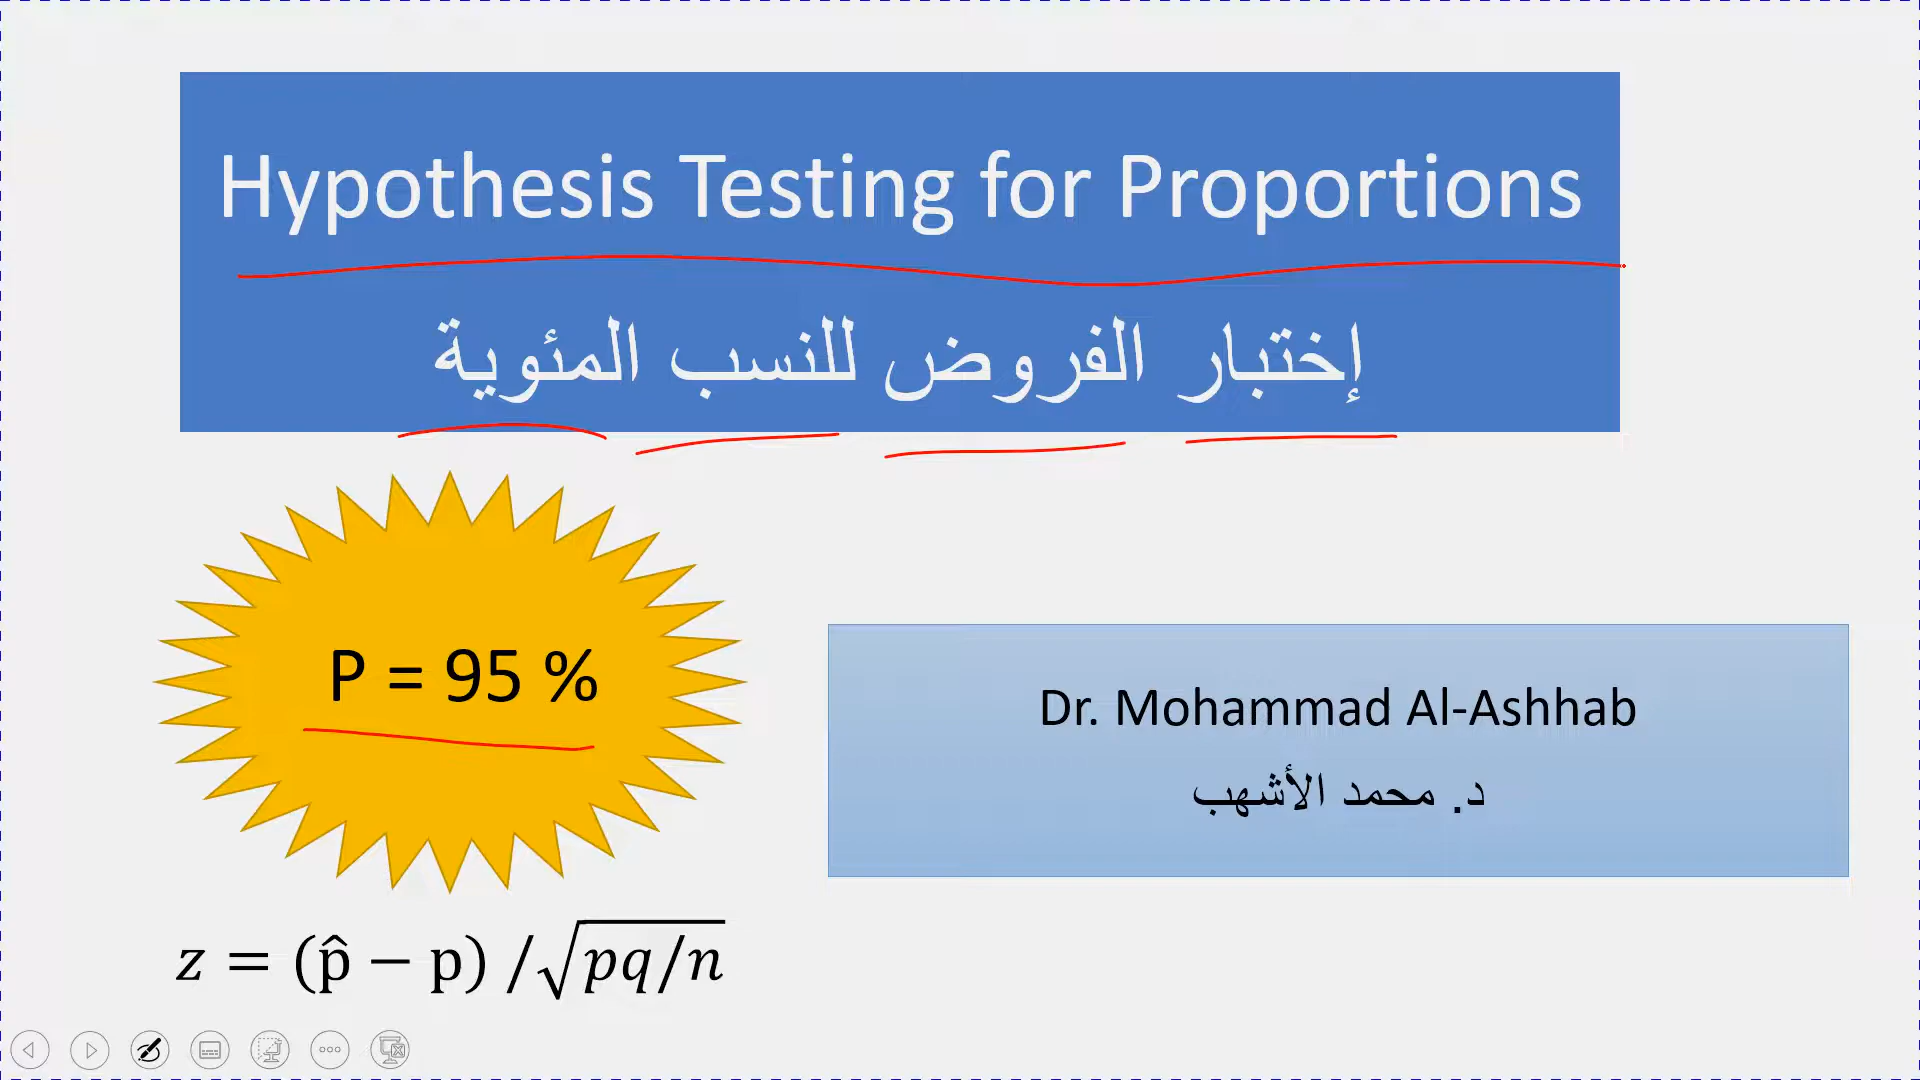 Hypothesis Testing for Proportions
إختبار الفروض للنسب المئوية
P = 95 %
Dr. Mohammad Al-Ashhab
د. محمد الأشهب
z = (p̂ − p) /√pq/n